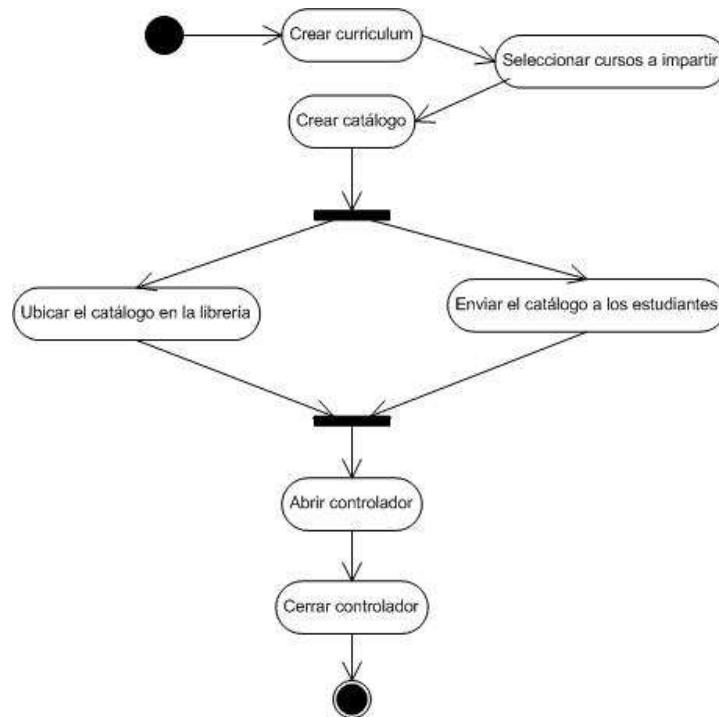 Crear curriculum
Seleccionar cursos a impartir
Crear catálogo
Ubicar el catálogo en la librería
Enviar el catálogo a los estudiantes
Abrir controlador
Cerrar controlador